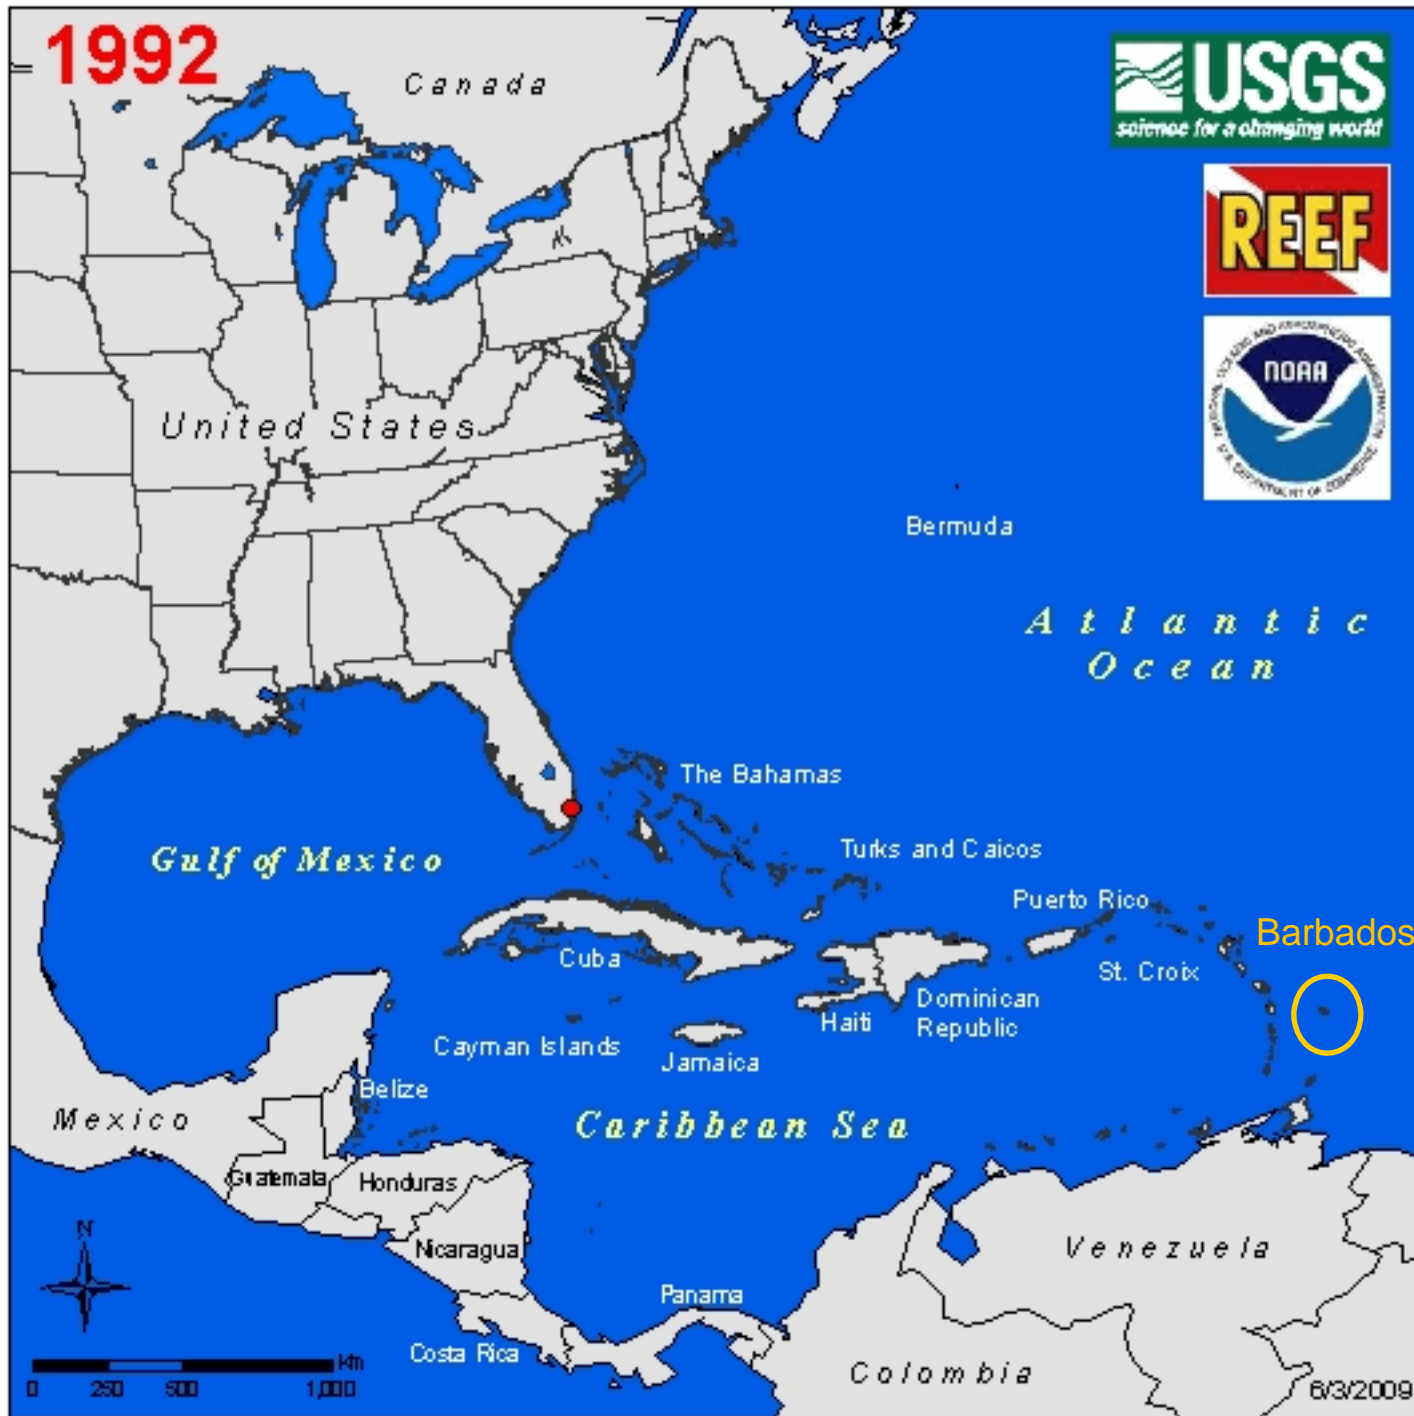 1992
Canada
USGS
science for a changing world
REEF
NOAA
United States
Bermuda
Atlantic
Ocean
The Bahamas
Gulf of Mexico
Turks and Caicos
Puerto Rico
Barbados
Cuba
St. Croix
Dominican
Republic
Haiti
Cayman Islands
Jamaica
Belize
Mexico
Caribbean Sea
Guatemala
Honduras
N
Nicaragua
Venezuela
Panama
Costa Rica
Colombia
km
0 250 500 1,000
6/3/2009